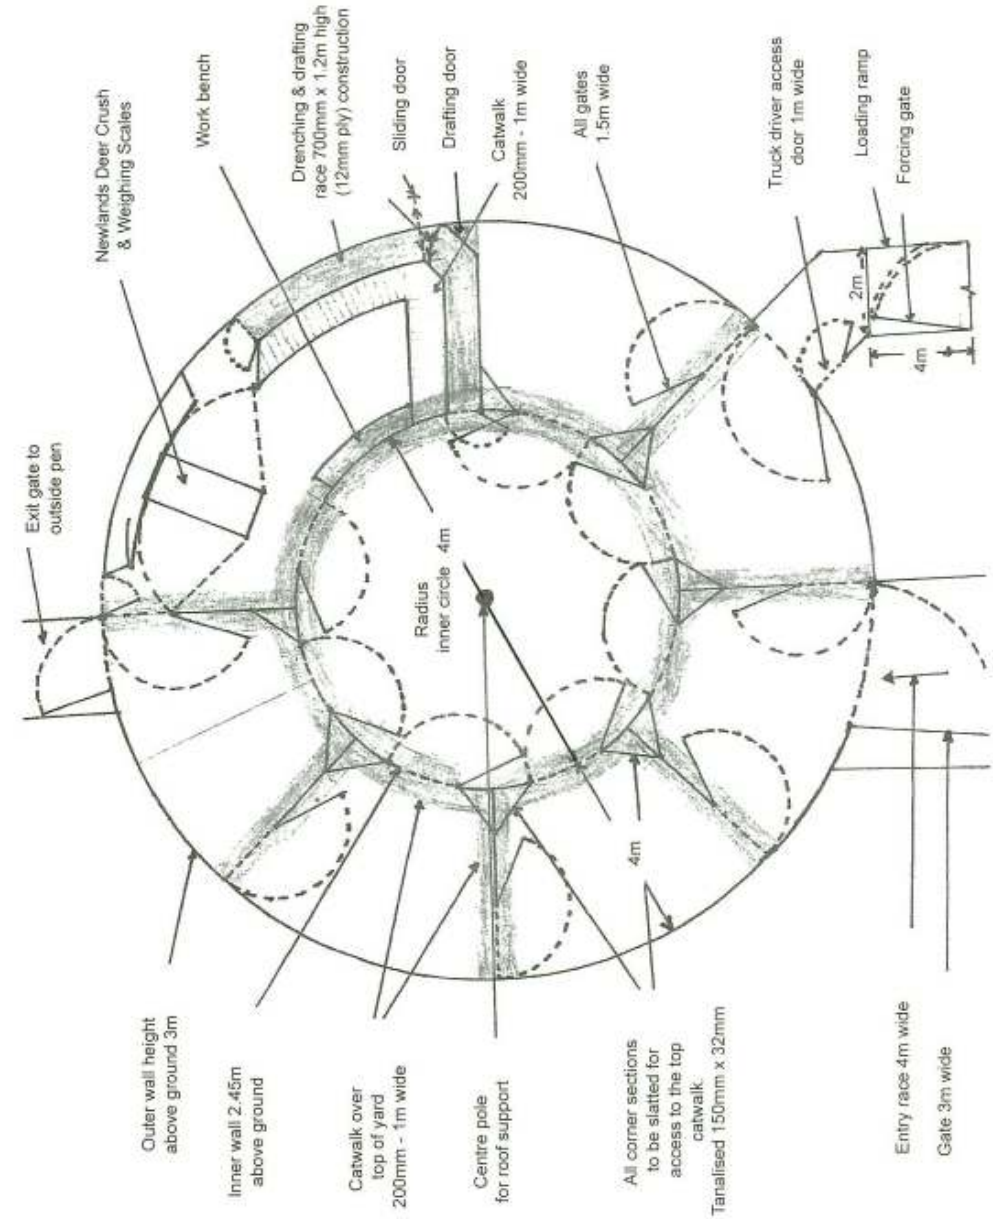 Exit gate to
outside pen
Newlands Deer Crush
& Weighing Scales
Work bench
Drenching & drafting
race 700mm x 1.2m high
(12mm ply) construction
Sliding door
Drafting door
Catwalk
200mm - 1m wide
All gates
1.5m wide
Truck driver access
door 1m wide
Loading ramp
Forcing gate
2m
4m
Radius
inner circle 4m
4m
Outer wall height
above ground 3m
Inner wall 2.45m
above ground
Catwalk over
top of yard
200mm - 1m wide
Centre pole
for roof support
All corner sections
to be slatted for
access to the top
catwalk.
Tanalised 150mm x 32mm
Entry race 4m wide
Gate 3m wide